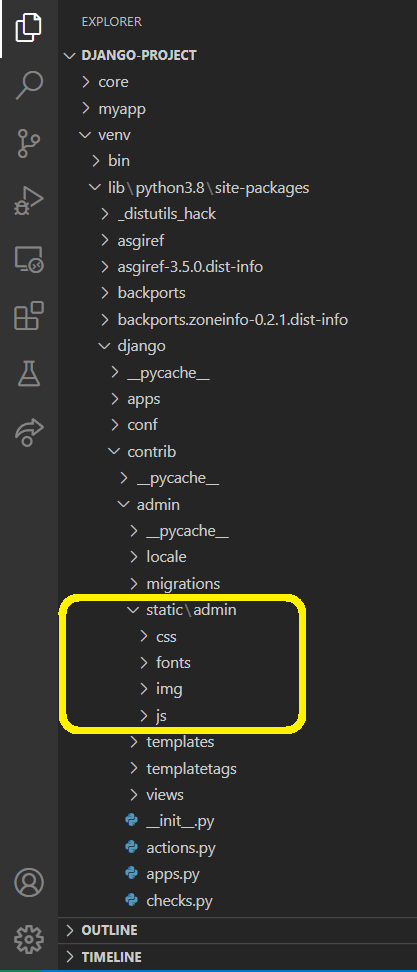 EXPLORER
DJANGO-PROJECT
core
myapp
venv
bin
lib\python3.8\site-packages
_distutils_hack
asgiref
asgiref-3.5.0.dist-info
backports
backports.zoneinfo-0.2.1.dist-info
django
__pycache__
apps
conf
contrib
__pycache__
admin
__pycache__
locale
migrations
static\admin
css
fonts
img
js
templates
templatetags
views
__init__.py
actions.py
apps.py
checks.py
OUTLINE
TIMELINE